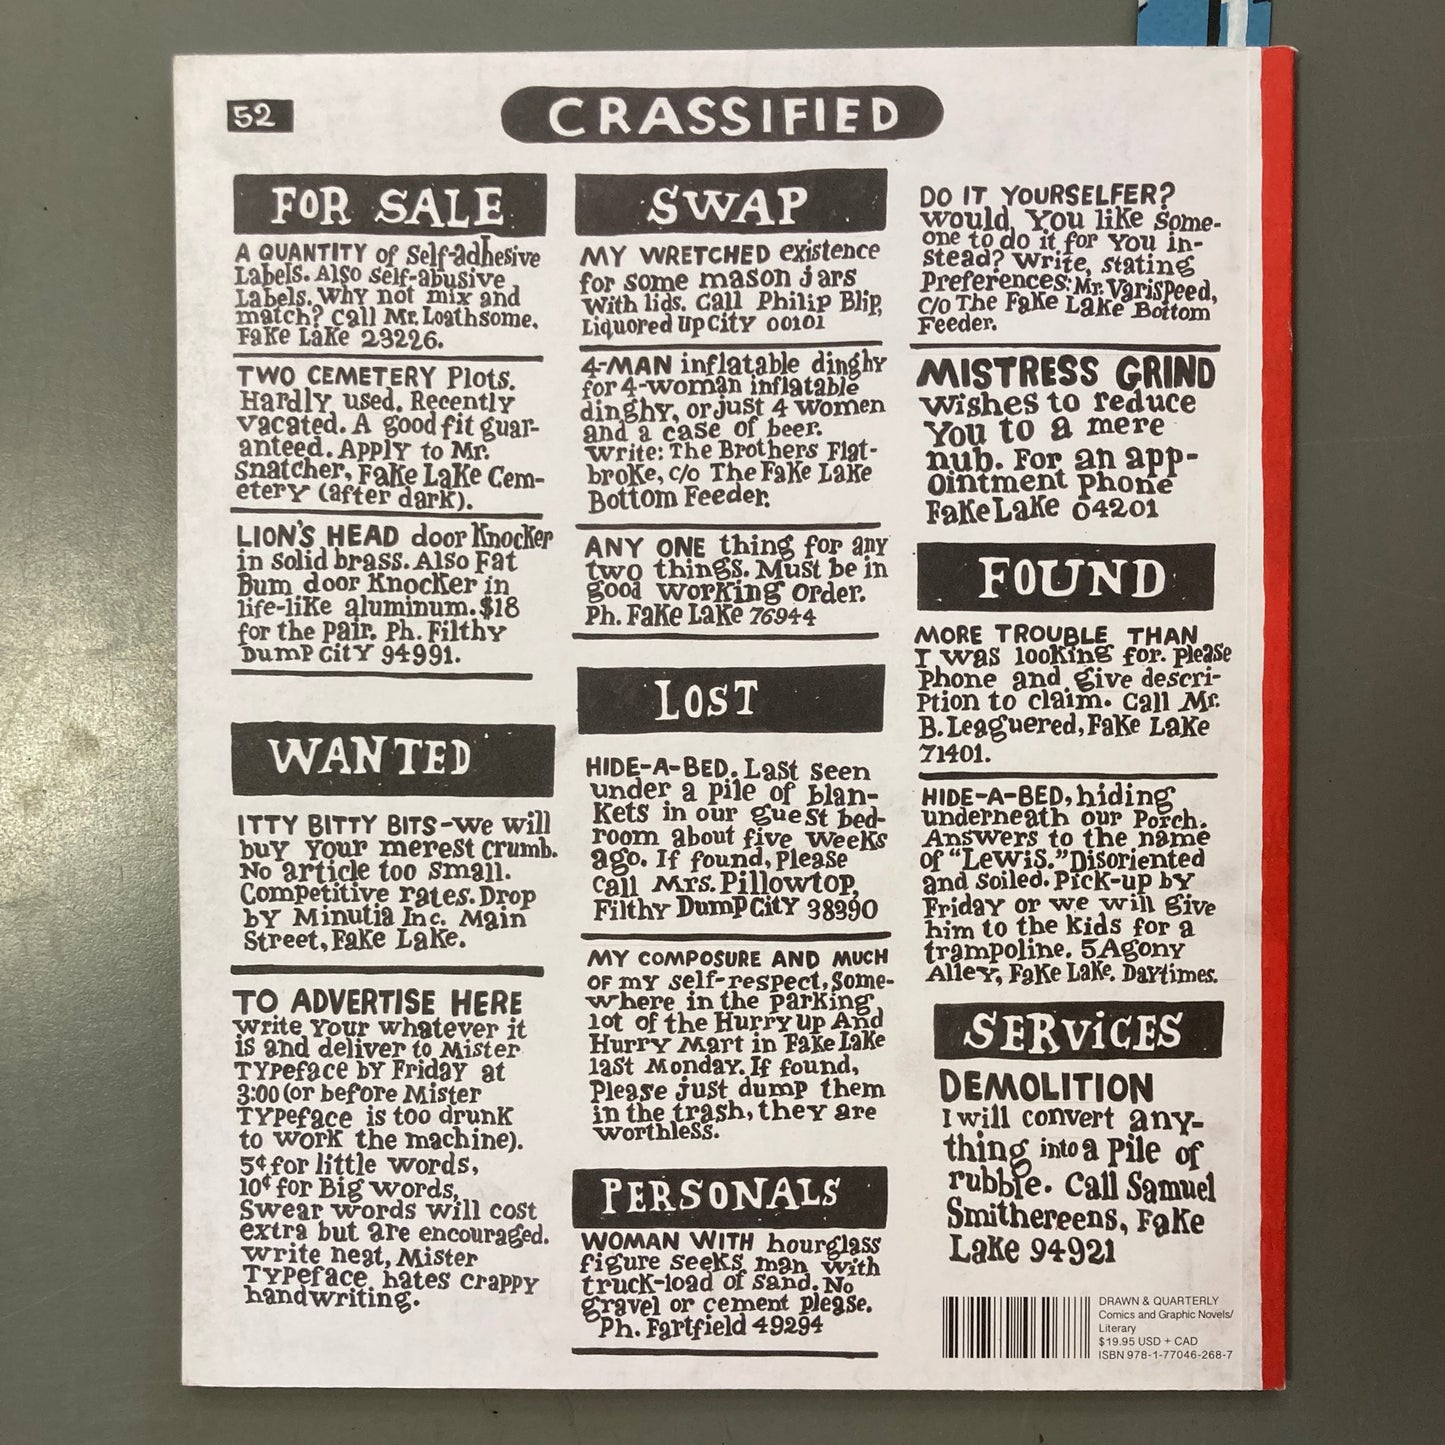 52
CRASSIFIED
FOR SALE
A QUANTITY of Self-adhesive
Labels. Also self-abusive
Labels. Why not mix and
match? Call Mr. Loathsome,
Fake Lake 23226.
TWO CEMETERY Plots.
Hardly used. Recently
vacated. A good fit guar-
anteed. Apply to Mr.
Snatcher, Fake Lake Cem-
etery (after dark).
LION'S HEAD door Knocker
in solid brass. Also Fat
Bum door Knocker in
life-like aluminum. $18
for the pair. Ph. Filthy
Dump City 94991.
WANTED
ITTY BITTY BITS-We will
buy your merest crumb.
No article too small.
Competitive rates. Drop
by Minutia Inc. Main
Street, Fake Lake.
TO ADVERTISE HERE
write your whatever it
is and deliver to Mister
Typeface by Friday at
3:00 (or before Mister
Typeface is too drunk
to work the machine).
5¢ for little words,
10¢ for Big words,
Swear words will cost
extra but are encouraged.
Write neat, Mister
Typeface hates crappy
handwriting.
SWAP
MY WRETCHED existence
for some mason jars
with lids. Call Philip Blip,
Liquored Up City 00101
4-MAN inflatable dinghy
for 4-woman inflatable
dinghy, or just 4 women
and a case of beer.
Write: The Brothers Flat-
broke, c/o The Fake Lake
Bottom Feeder.
ANY ONE thing for any
two things. Must be in
good working order.
Ph. Fake Lake 76944
LOST
HIDE-A-BED. Last seen
under a pile of blan-
kets in our guest bed-
room about five weeks
ago. If found, please
call Mrs. Pillowtop,
Filthy Dump City 38390
MY COMPOSURE AND MUCH
OF my self-respect, some-
where in the parking
lot of the Hurry Up And
Hurry Mart in Fake Lake
last Monday. If found,
please just dump them
in the trash, they are
worthless.
PERSONALS
WOMAN WITH hourglass
figure seeks man with
truck-load of sand. No
gravel or cement please.
Ph. Fartfield 49294
DO IT YOURSELFER?
Would you like some-
one to do it for you in-
stead? Write, stating
Preferences: Mr. Varispeed,
c/o The Fake Lake Bottom
Feeder.
MISTRESS GRIND
wishes to reduce
you to a mere
nub. For an app-
ointment phone
Fake Lake 04201
FOUND
MORE TROUBLE THAN
I was looking for. Please
phone and give descri-
ption to claim. Call Mr.
B. Leaguered, Fake Lake
71401.
HIDE-A-BED, hiding
underneath our porch.
Answers to the name
of "Lewis." Disoriented
and soiled. Pick-up by
Friday or we will give
him to the kids for a
trampoline. 5 Agony
Alley, Fake Lake. Daytimes.
SERVICES
DEMOLITION
I will convert any-
thing into a pile of
rubble. Call Samuel
Smithereens, Fake
Lake 94921
DRAWN & QUARTERLY
Comics and Graphic Novels/
Literary
$19.95 USD + CAD
ISBN 978-1-77046-268-7